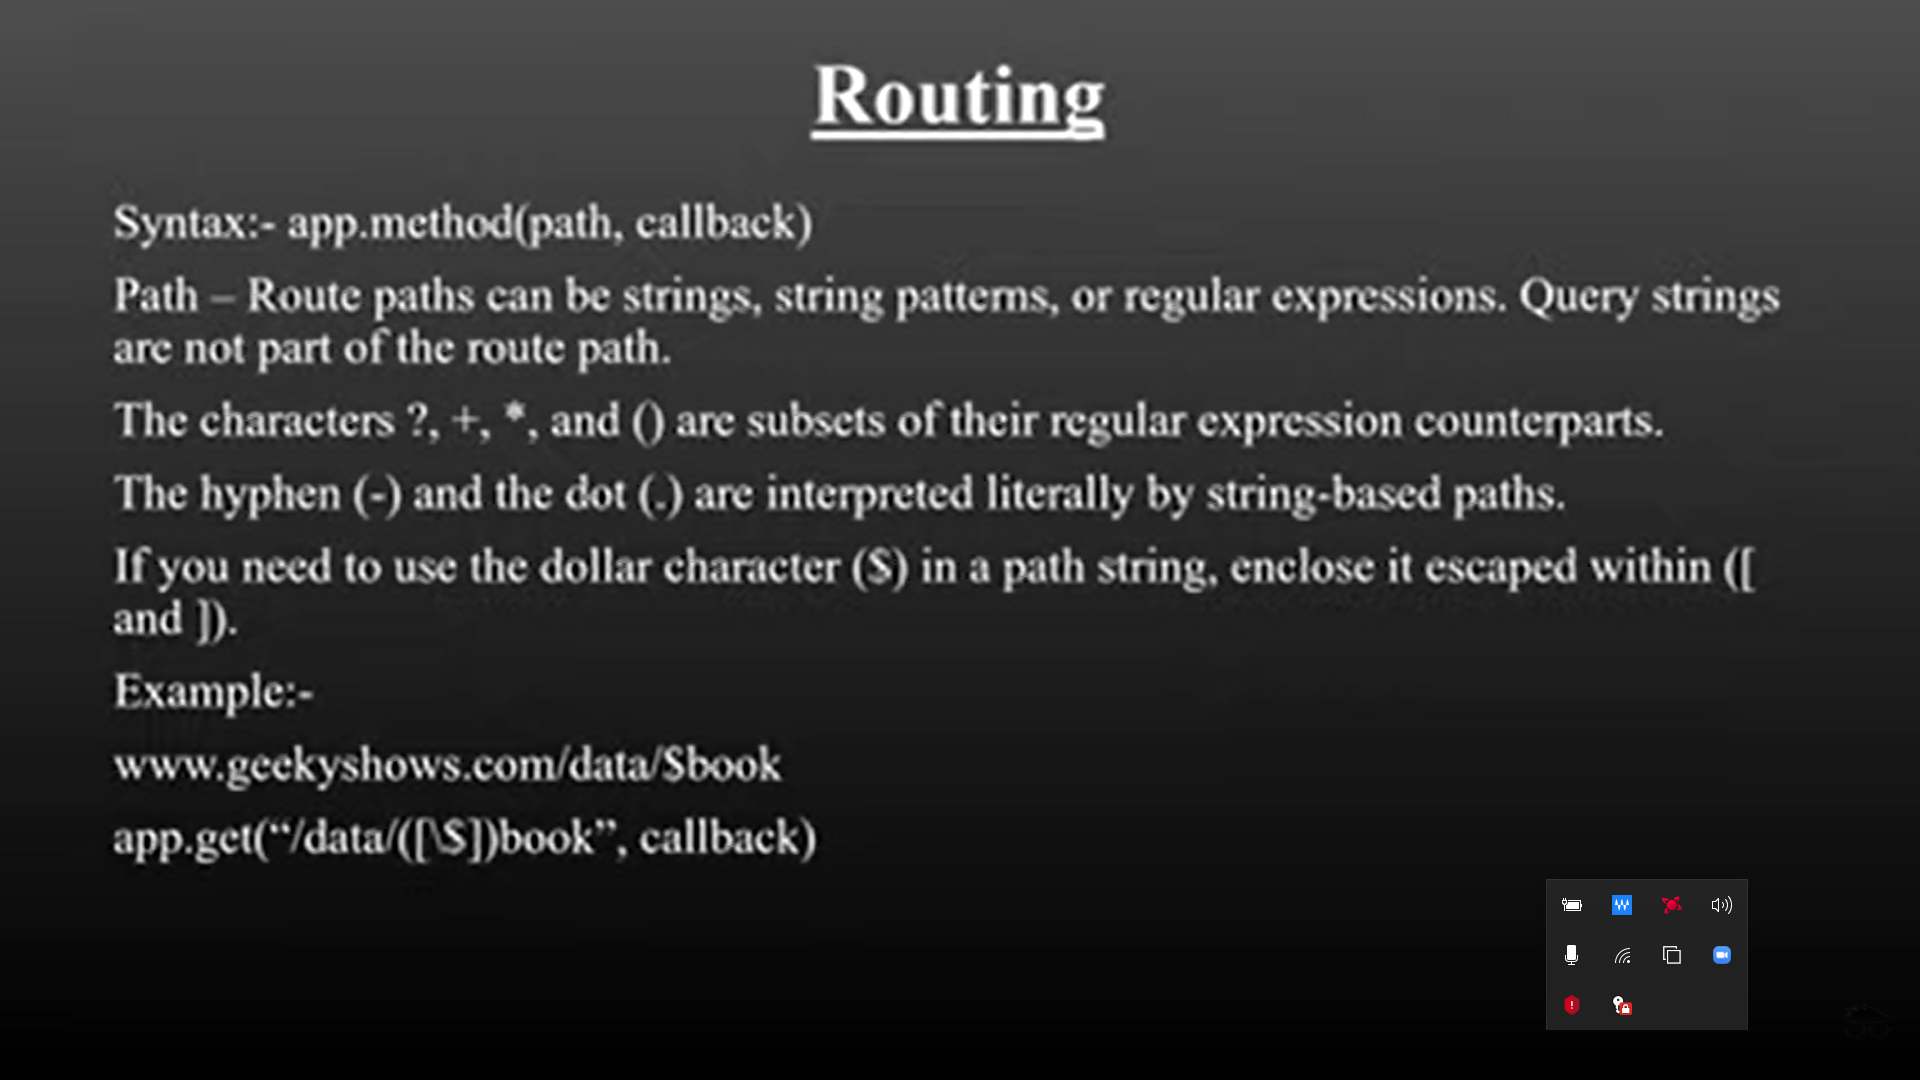 Routing
Syntax:- app.method(path, callback)
Path – Route paths can be strings, string patterns, or regular expressions. Query strings
are not part of the route path.
The characters ?, +, *, and () are subsets of their regular expression counterparts.
The hyphen (-) and the dot (.) are interpreted literally by string-based paths.
If you need to use the dollar character ($) in a path string, enclose it escaped within ([
and ]).
Example:-
www.geekyshows.com/data/$book
app.get(“/data/([\$])book”, callback)